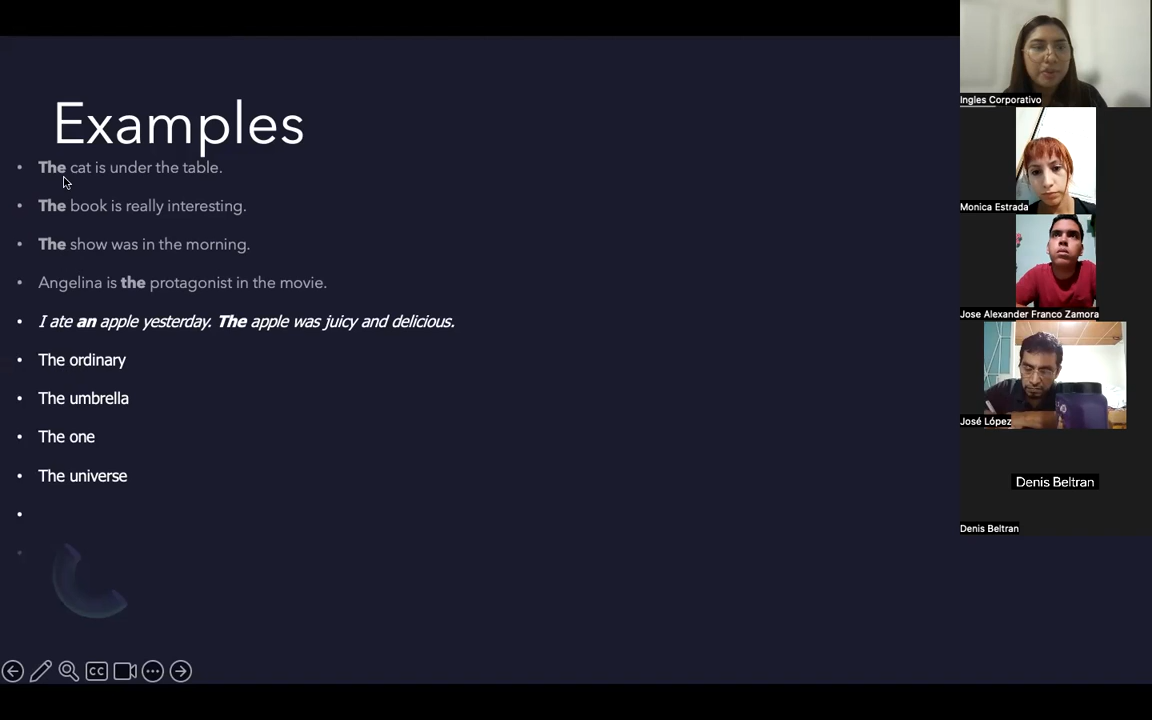 Examples
• The cat is under the table.
• The book is really interesting.
• The show was in the morning.
• Angelina is the protagonist in the movie.
• I ate an apple yesterday. The apple was juicy and delicious.
• The ordinary
• The umbrella
• The one
• The universe
CC
Ingles Corporativo
Monica Estrada
Jose Alexander Franco Zamora
José López
Denis Beltran
Denis Beltran